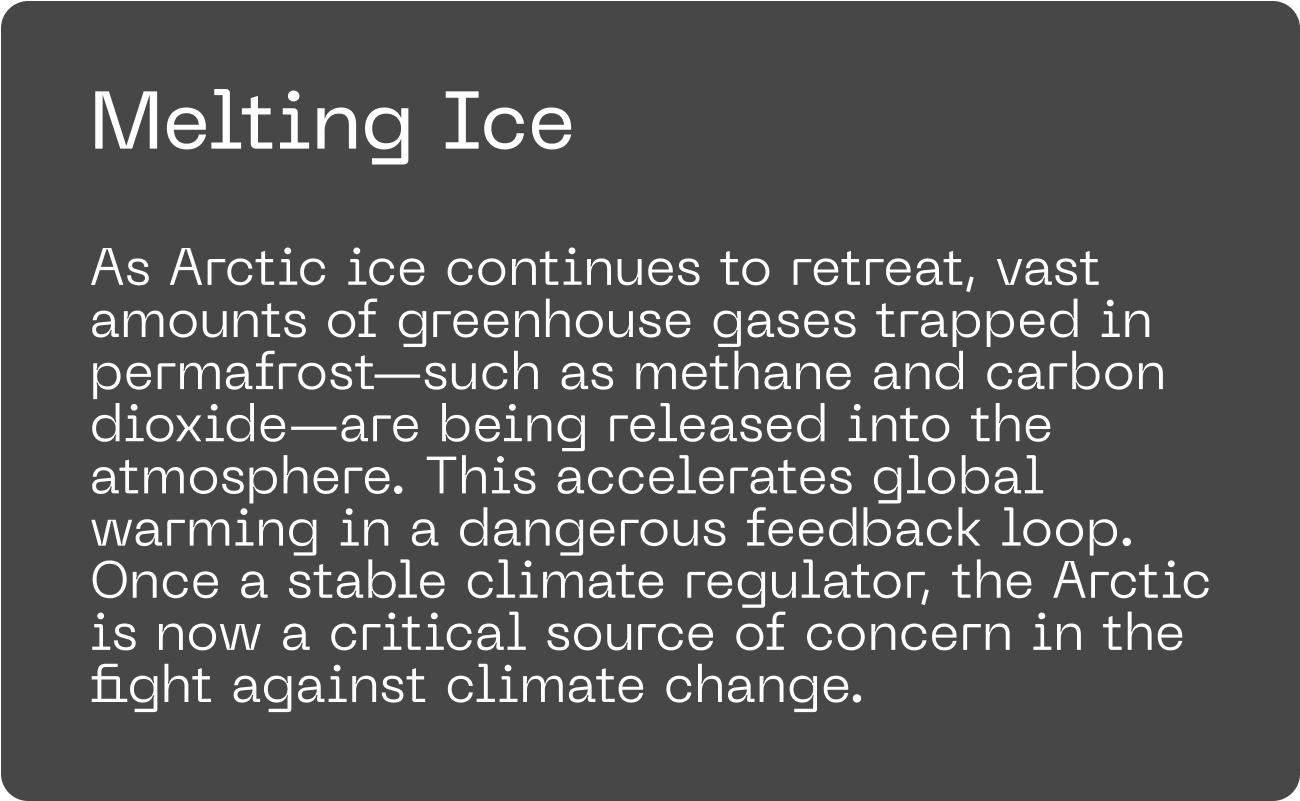 Melting Ice
As Arctic ice continues to retreat, vast
amounts of greenhouse gases trapped in
permafrost—such as methane and carbon
dioxide—are being released into the
atmosphere. This accelerates global
warming in a dangerous feedback loop.
Once a stable climate regulator, the Arctic
is now a critical source of concern in the
fight against climate change.